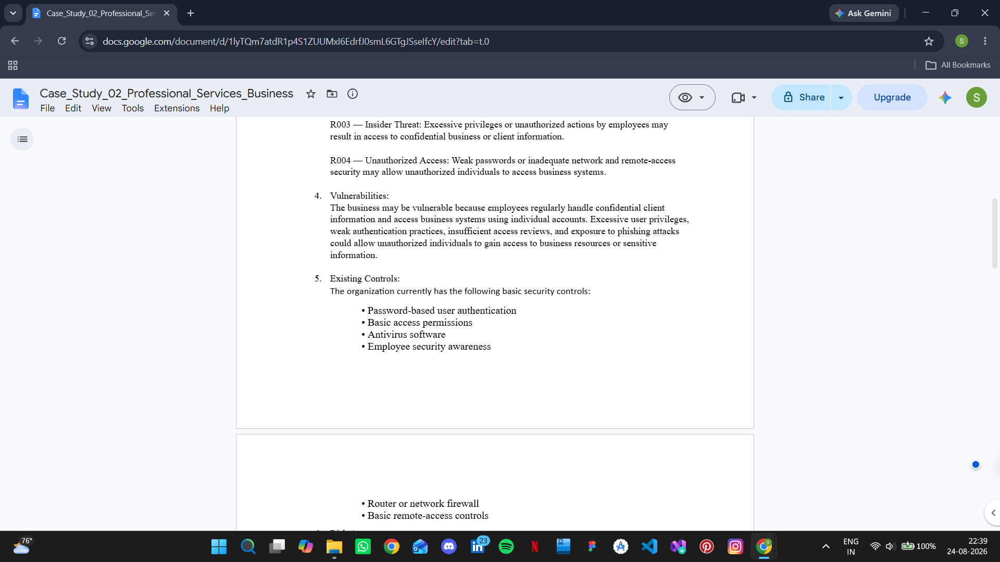 Case_Study_02_Professional_Se
Ask Gemini
docs.google.com/document/d/1lyTQm7atdR1p4S1ZUUMxl6EdrfJ0smL6GTgJSselfcY/edit?tab=t.0
S
All Bookmarks
Case_Study_02_Professional_Services_Business
File Edit View Tools Extensions Help
Share
Upgrade
S
R003 — Insider Threat: Excessive privileges or unauthorized actions by employees may
result in access to confidential business or client information.
R004 — Unauthorized Access: Weak passwords or inadequate network and remote-access
security may allow unauthorized individuals to access business systems.
4. Vulnerabilities:
The business may be vulnerable because employees regularly handle confidential client
information and access business systems using individual accounts. Excessive user privileges,
weak authentication practices, insufficient access reviews, and exposure to phishing attacks
could allow unauthorized individuals to gain access to business resources or sensitive
information.
5. Existing Controls:
The organization currently has the following basic security controls:
• Password-based user authentication
• Basic access permissions
• Antivirus software
• Employee security awareness
• Router or network firewall
• Basic remote-access controls
76°
23
ENG
IN
100%
22:39
24-08-2026